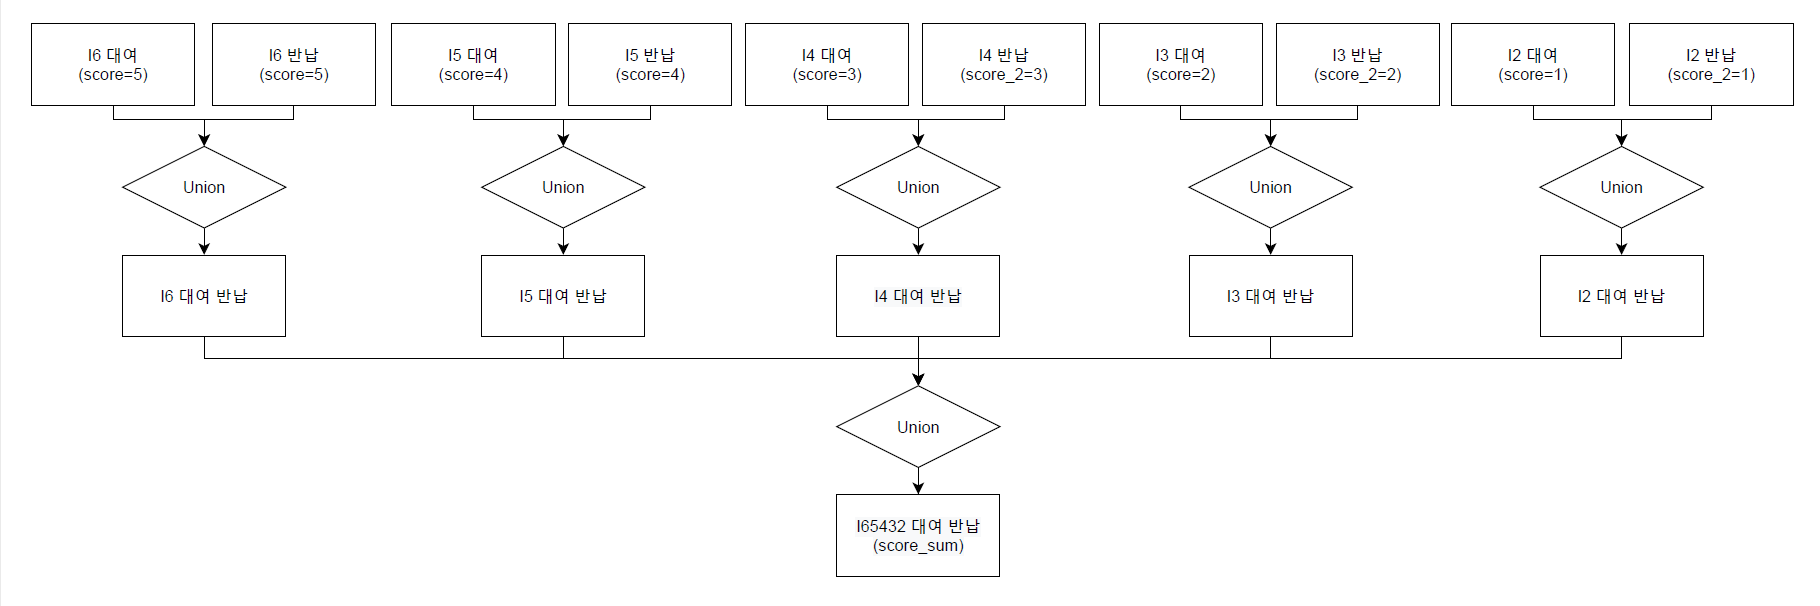 I6 대여
(score=5)
I6 반납
(score=5)
I5 대여
(score=4)
I5 반납
(score=4)
I4 대여
(score=3)
I4 반납
(score_2=3)
I3 대여
(score=2)
I3 반납
(score_2=2)
I2 대여
(score=1)
I2 반납
(score_2=1)
Union
Union
Union
Union
Union
I6 대여 반납
I5 대여 반납
I4 대여 반납
I3 대여 반납
I2 대여 반납
Union
I65432 대여 반납
(score_sum)